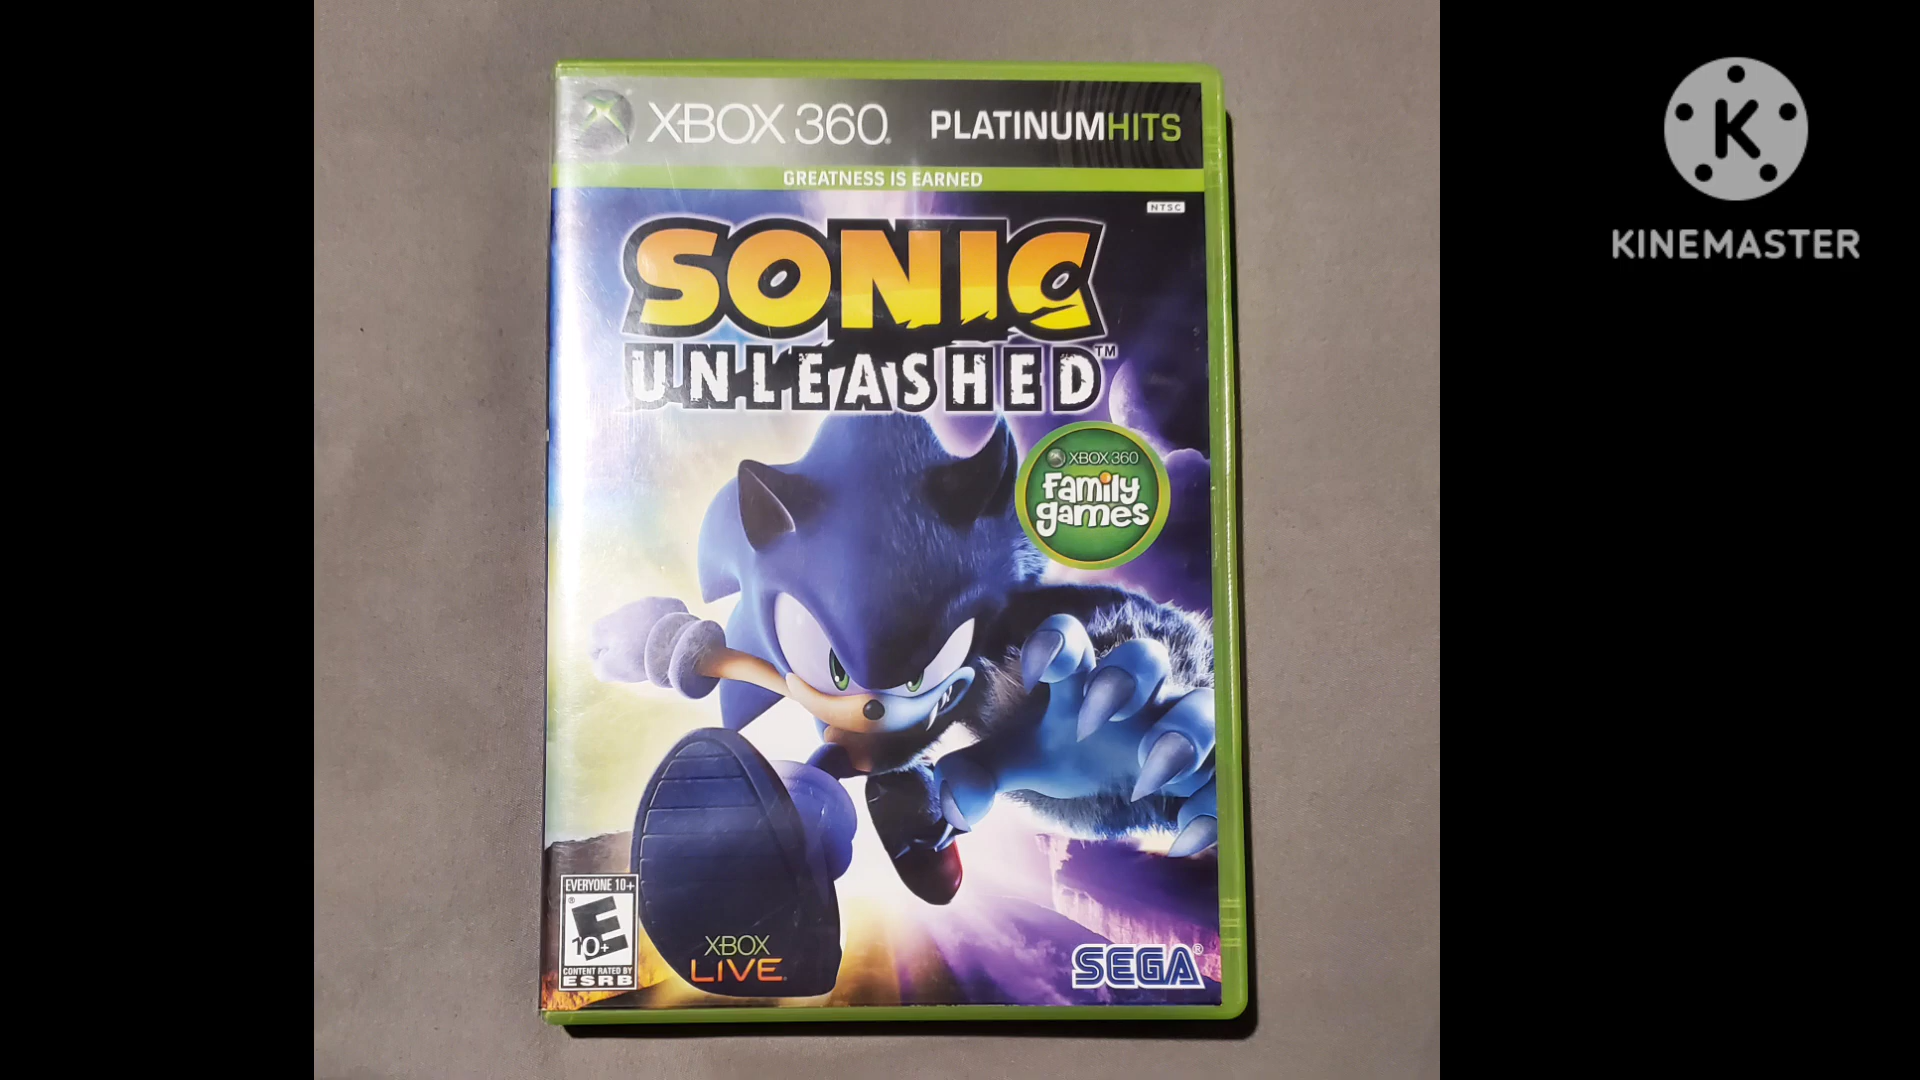 XBOX 360
PLATINUMHITS
GREATNESS IS EARNED
NTSC
SONIC
UNLEASHED™
XBOX 360
family
games
EVERYONE 10+
E
10+
CONTENT RATED BY
ESRB
XBOX
LIVE
SEGA®
K
KINEMASTER